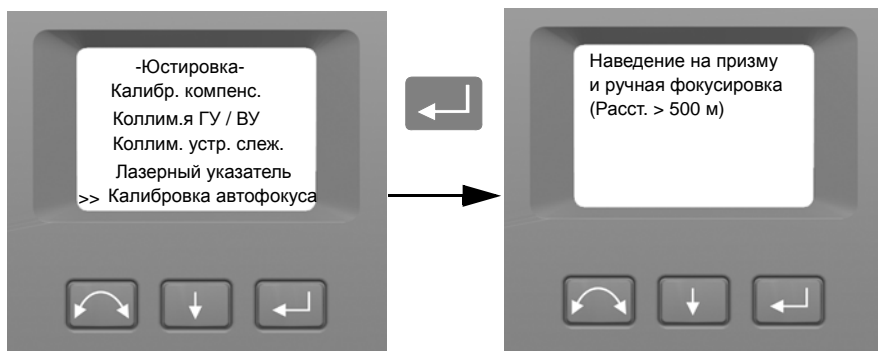 -Юстировка-
Калибр. компенс.
Коллим.я ГУ / ВУ
Коллим. устр. слеж.
Лазерный указатель
>> Калибровка автофокуса
Наведение на призму
и ручная фокусировка
(Расст. > 500 м)